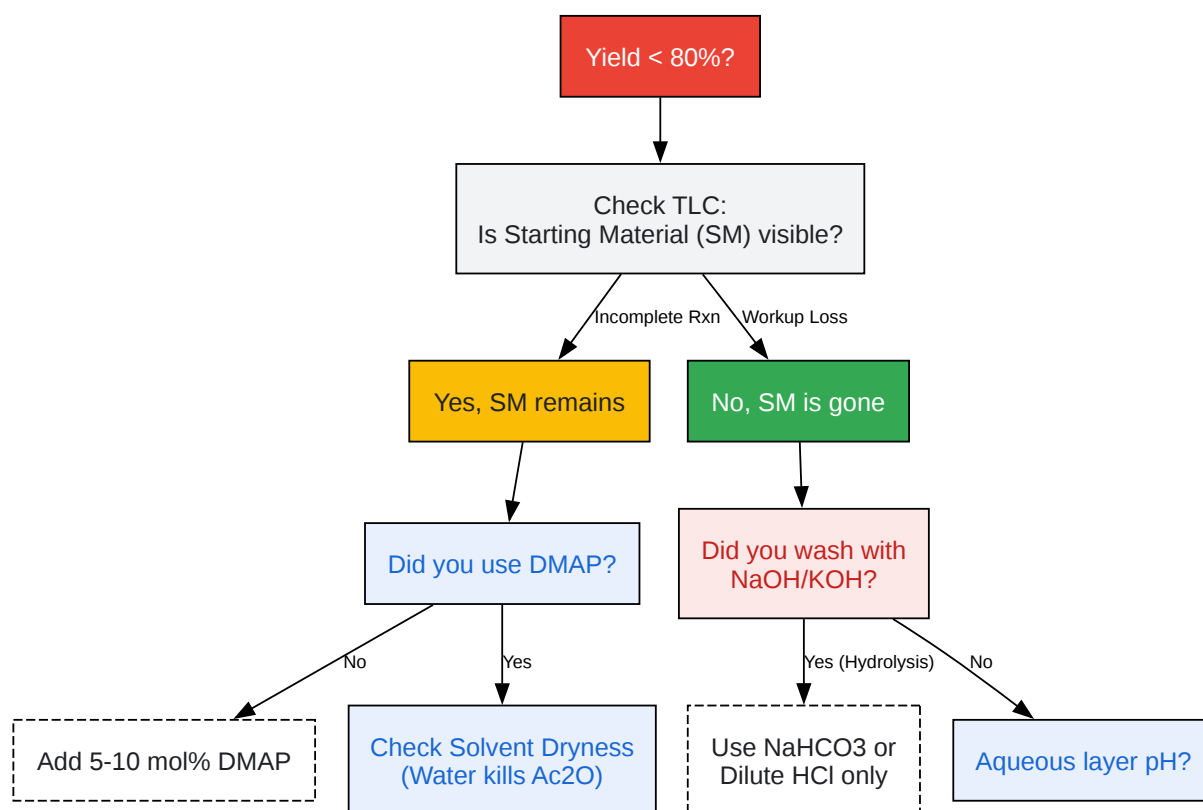 Yield < 80%?
Check TLC:
Is Starting Material (SM) visible?
Incomplete Rxn
Workup Loss
Yes, SM remains
No, SM is gone
Did you use DMAP?
Did you wash with
NaOH/KOH?
No
Yes
Yes (Hydrolysis)
No
Add 5-10 mol% DMAP
Check Solvent Dryness
(Water kills Ac2O)
Use NaHCO3 or
Dilute HCl only
Aqueous layer pH?